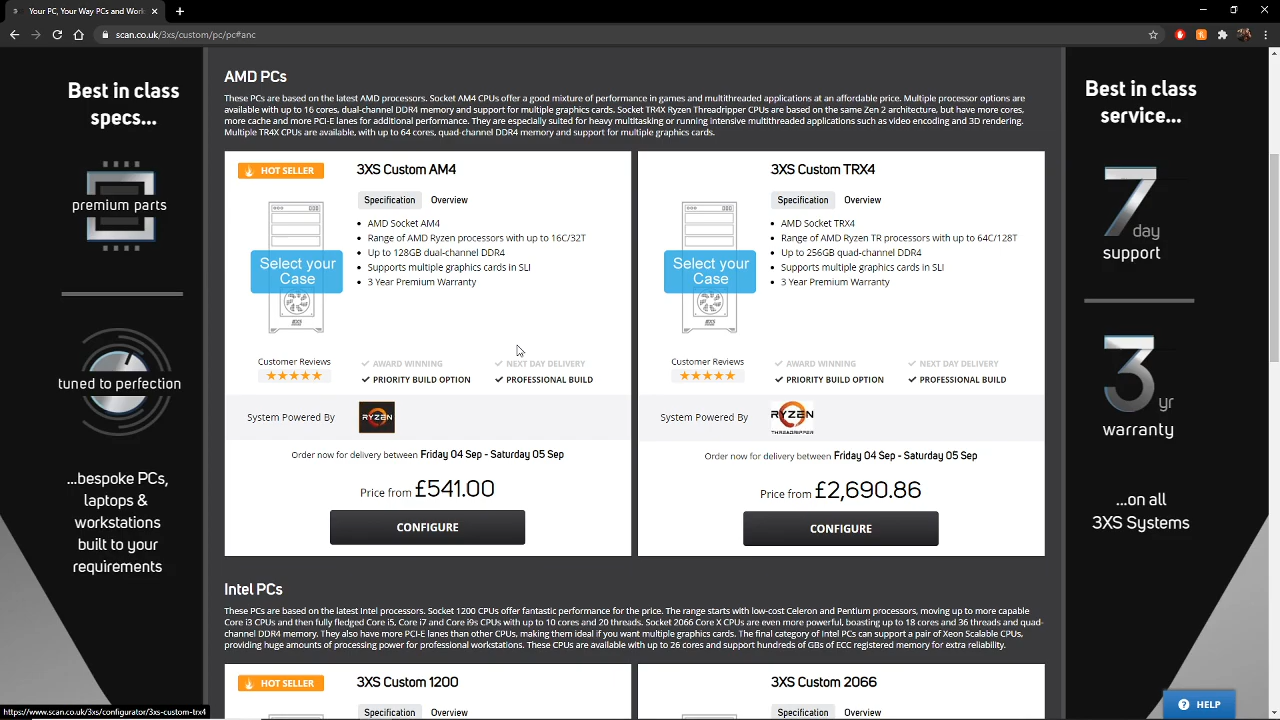 Your PC, Your Way PCs and Work
scan.co.uk/3xs/custom/pc/pc#anc
Best in class
specs...
premium parts
tuned to perfection
...bespoke PCs,
laptops &
workstations
built to your
requirements
AMD PCs
These PCs are based on the latest AMD processors. Socket AM4 CPUs offer a good mixture of performance in games and multithreaded applications at an affordable price. Multiple processor options are
available with up to 16 cores, dual-channel DDR4 memory and support for multiple graphics cards. Socket TR4X Ryzen Threadripper CPUs are based on the same Zen 2 architecture, but have more cores,
more cache and more PCI-E lanes for additional performance. They are especially suited for heavy multitasking or running intensive multithreaded applications such as video encoding and 3D rendering.
Multiple TR4X CPUs are available, with up to 64 cores, quad-channel DDR4 memory and support for multiple graphics cards.
HOT SELLER
3XS Custom AM4
Specification Overview
AMD Socket AM4
Range of AMD Ryzen processors with up to 16C/32T
Up to 128GB dual-channel DDR4
Supports multiple graphics cards in SLI
3 Year Premium Warranty
Select your
Case
3XS
Customer Reviews
AWARD WINNING
NEXT DAY DELIVERY
PRIORITY BUILD OPTION
PROFESSIONAL BUILD
System Powered By
RYZEN
Order now for delivery between Friday 04 Sep - Saturday 05 Sep
Price from £541.00
CONFIGURE
3XS Custom TRX4
Specification Overview
AMD Socket TRX4
Range of AMD Ryzen TR processors with up to 64C/128T
Up to 256GB quad-channel DDR4
Supports multiple graphics cards in SLI
3 Year Premium Warranty
Select your
Case
3XS
Customer Reviews
AWARD WINNING
NEXT DAY DELIVERY
PRIORITY BUILD OPTION
PROFESSIONAL BUILD
System Powered By
RYZEN
THREADRIPPER
Order now for delivery between Friday 04 Sep - Saturday 05 Sep
Price from £2,690.86
CONFIGURE
Intel PCs
These PCs are based on the latest Intel processors. Socket 1200 CPUs offer fantastic performance for the price. The range starts with low-cost Celeron and Pentium processors, moving up to more capable
Core i3 CPUs and then fully fledged Core i5, Core i7 and Core i9s CPUs with up to 10 cores and 20 threads. Socket 2066 Core X CPUs are even more powerful, boasting up to 18 cores and 36 threads and quad-
channel DDR4 memory. They also have more PCI-E lanes than other CPUs, making them ideal if you want multiple graphics cards. The final category of Intel PCs can support a pair of Xeon Scalable CPUs,
providing huge amounts of processing power for professional workstations. These CPUs are available with up to 26 cores and support hundreds of GBs of ECC registered memory for extra reliability.
HOT SELLER
3XS Custom 1200
Specification Overview
3XS Custom 2066
Specification Overview
Best in class
service...
7
day
support
3
yr
warranty
...on all
3XS Systems
HELP
https://www.scan.co.uk/3xs/configurator/3xs-custom-trx4